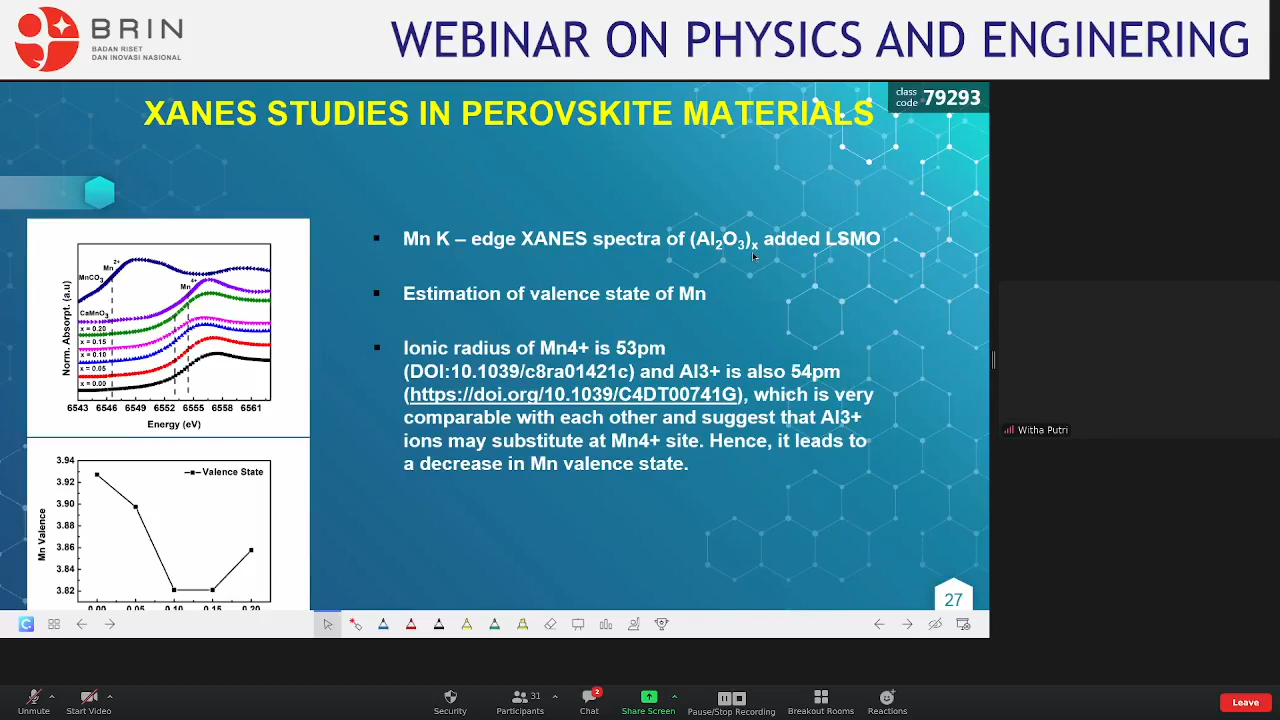 BRIN
BADAN RISET
DAN INOVASI NASIONAL
WEBINAR ON PHYSICS AND ENGINERING
XANES STUDIES IN PEROVSKITE MATERIALS
class code 79293
Mn K – edge XANES spectra of (Al2O3)x added LSMO
Estimation of valence state of Mn
Ionic radius of Mn4+ is 53pm
(DOI:10.1039/c8ra01421c) and Al3+ is also 54pm
(https://doi.org/10.1039/C4DT00741G), which is very
comparable with each other and suggest that Al3+
ions may substitute at Mn4+ site. Hence, it leads to
a decrease in Mn valence state.
Norm. Absorpt. (a.u)
Mn2+
MnCO3
Mn4+
CaMnO3
x = 0.20
x = 0.15
x = 0.10
x = 0.05
x = 0.00
6543 6546 6549 6552 6555 6558 6561
Energy (eV)
Valence State
Mn Valence
3.94
3.92
3.90
3.88
3.86
3.84
3.82
0.00 0.05 0.10 0.15 0.20
27
Witha Putri
Unmute
Start Video
Security
Participants
31
Chat
2
Share Screen
Pause/Stop Recording
Breakout Rooms
Reactions
Leave